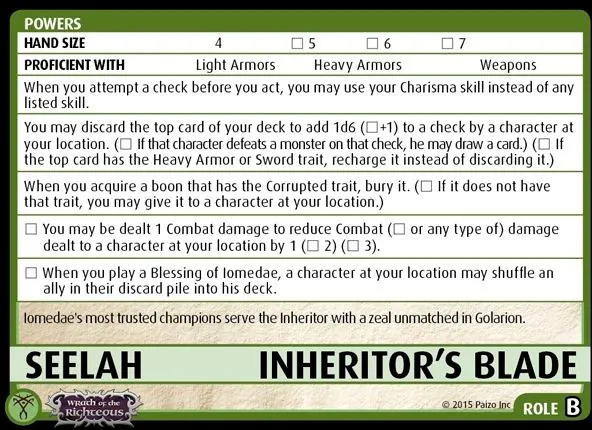 POWERS
HAND SIZE 4 ☐ 5 ☐ 6 ☐ 7
PROFICIENT WITH Light Armors Heavy Armors Weapons
When you attempt a check before you act, you may use your Charisma skill instead of any
listed skill.
You may discard the top card of your deck to add 1d6 (☐+1) to a check by a character at
your location. (☐ If that character defeats a monster on that check, he may draw a card.) (☐ If
the top card has the Heavy Armor or Sword trait, recharge it instead of discarding it.)
When you acquire a boon that has the Corrupted trait, bury it. (☐ If it does not have
that trait, you may give it to a character at your location.)
☐ You may be dealt 1 Combat damage to reduce Combat (☐ or any type of) damage
dealt to a character at your location by 1 (☐ 2) (☐ 3).
☐ When you play a Blessing of Iomedae, a character at your location may shuffle an
ally in their discard pile into his deck.
Iomedae's most trusted champions serve the Inheritor with a zeal unmatched in Golarion.
SEELAH INHERITOR'S BLADE
WRATH OF THE
RIGHTEOUS
© 2015 Paizo Inc ROLE B